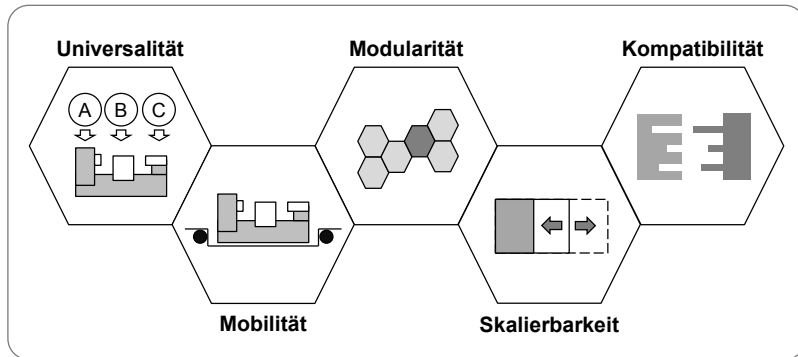 Universalität
Modularität
Kompatibilität
A B C
Mobilität
Skalierbarkeit